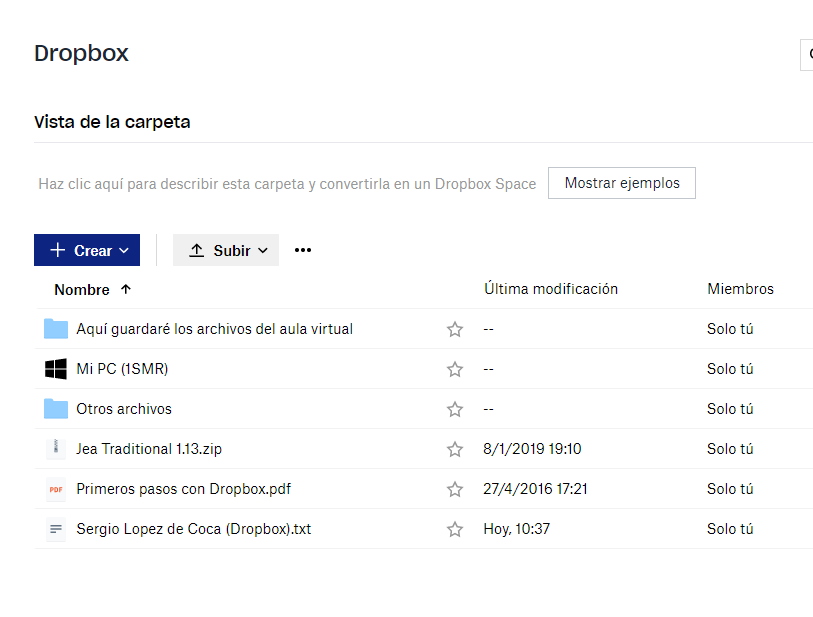 Dropbox
Vista de la carpeta
Haz clic aquí para describir esta carpeta y convertirla en un Dropbox Space Mostrar ejemplos
Crear Subir
Nombre Última modificación Miembros
Aquí guardaré los archivos del aula virtual -- Solo tú
Mi PC (1SMR) -- Solo tú
Otros archivos -- Solo tú
Jea Traditional 1.13.zip 8/1/2019 19:10 Solo tú
PDF Primeros pasos con Dropbox.pdf 27/4/2016 17:21 Solo tú
Sergio Lopez de Coca (Dropbox).txt Hoy, 10:37 Solo tú